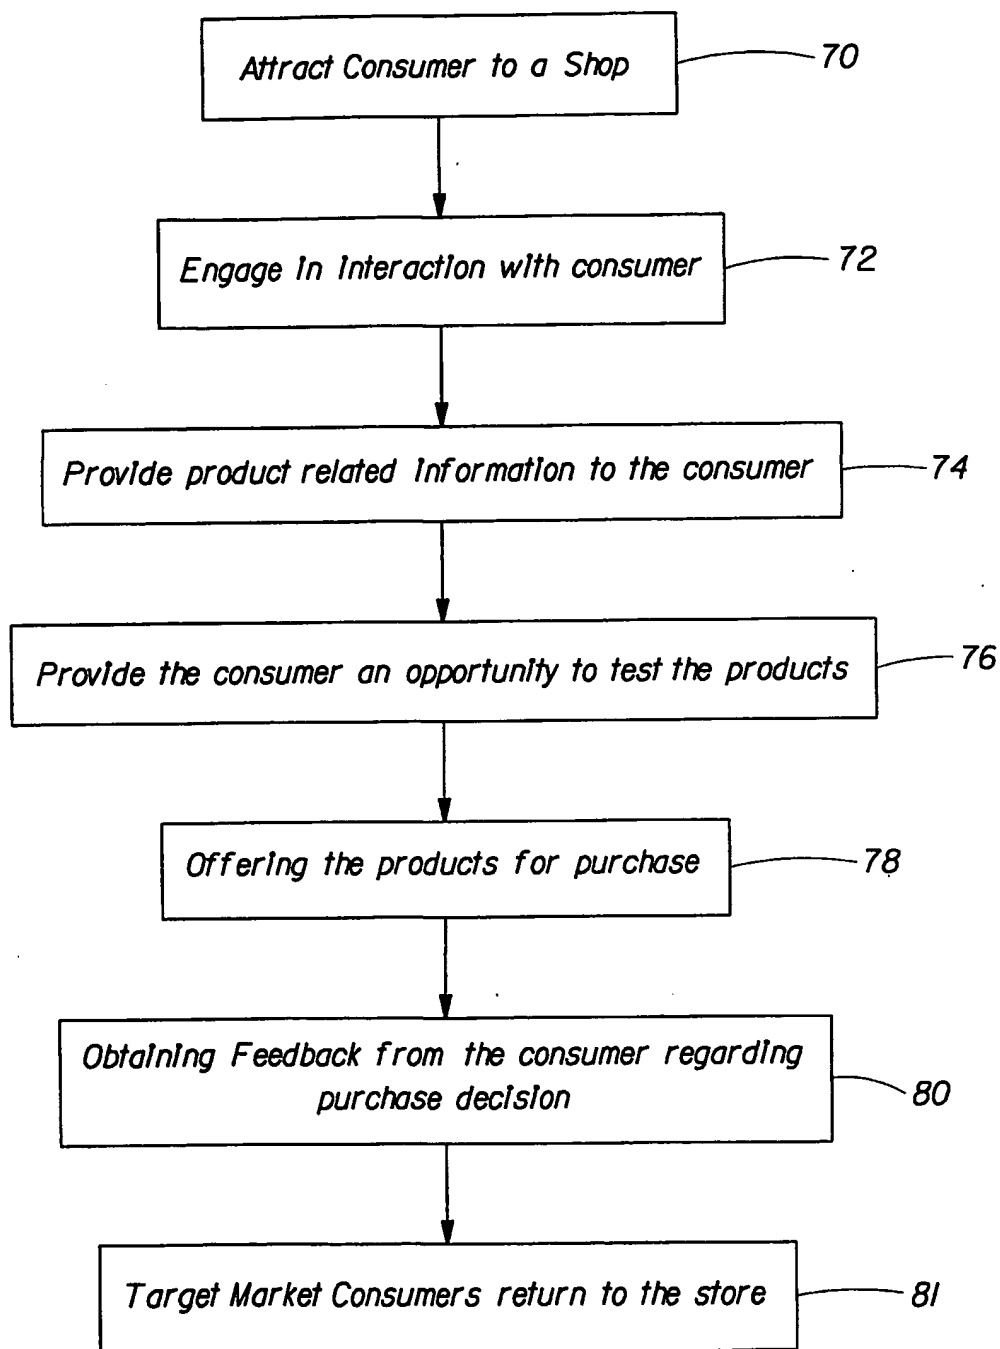 Attract Consumer to a Shop
70
Engage in interaction with consumer
72
Provide product related information to the consumer
74
Provide the consumer an opportunity to test the products
76
Offering the products for purchase
78
Obtaining Feedback from the consumer regarding
purchase decision
80
Target Market Consumers return to the store
81